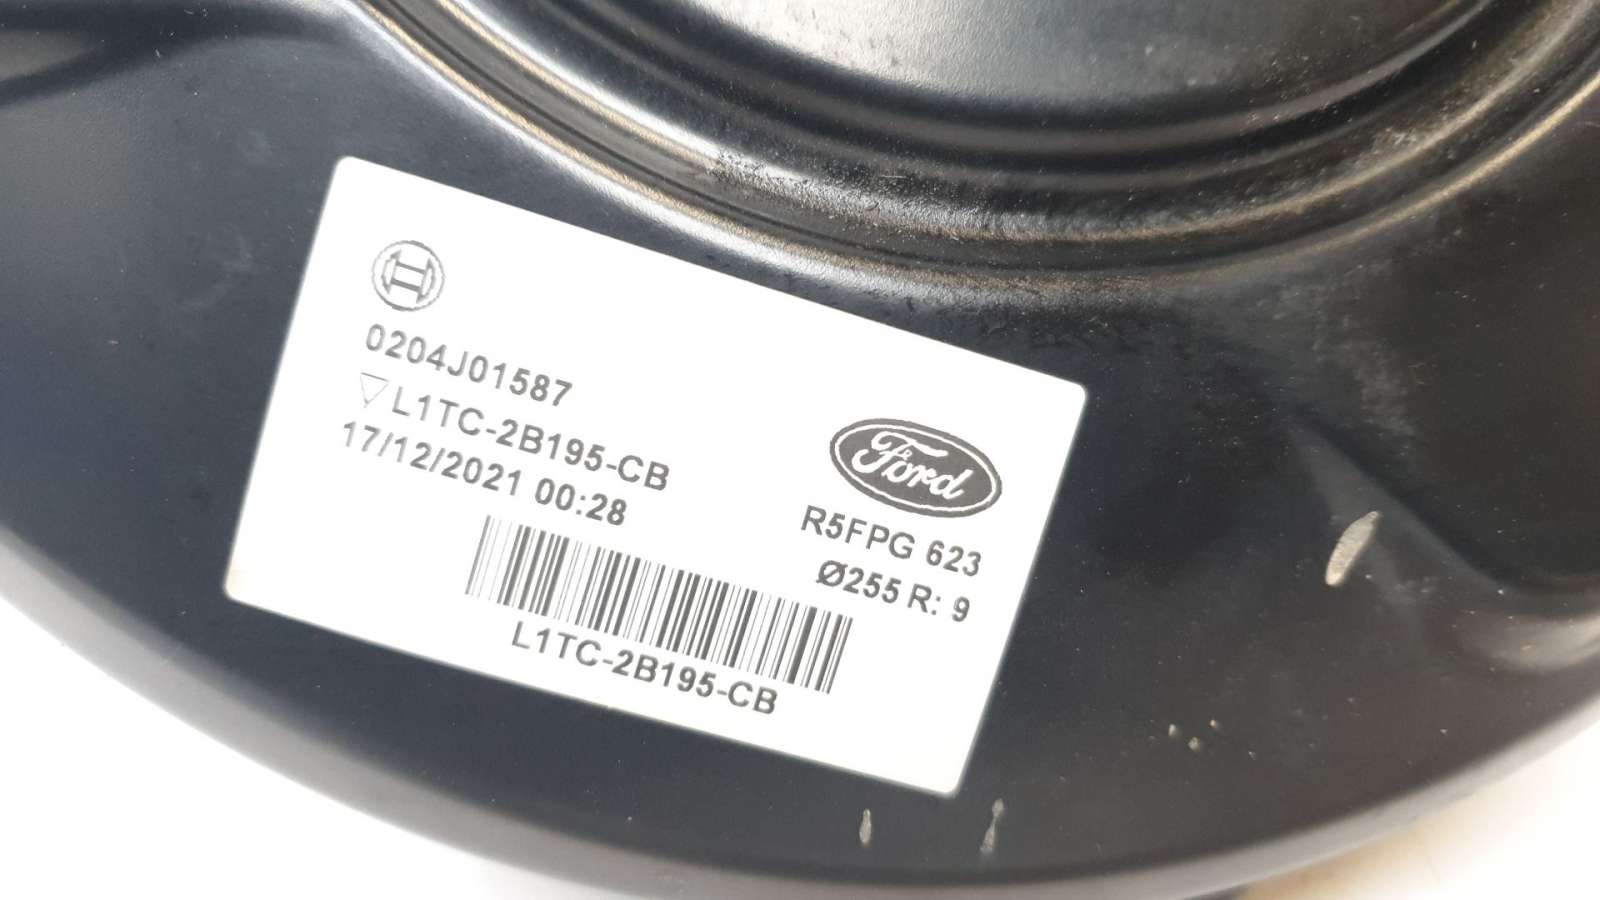 0204J01587
L1TC-2B195-CB
17/12/2021 00:28
Ford
R5FPG 623
Ø255 R: 9
L1TC-2B195-CB